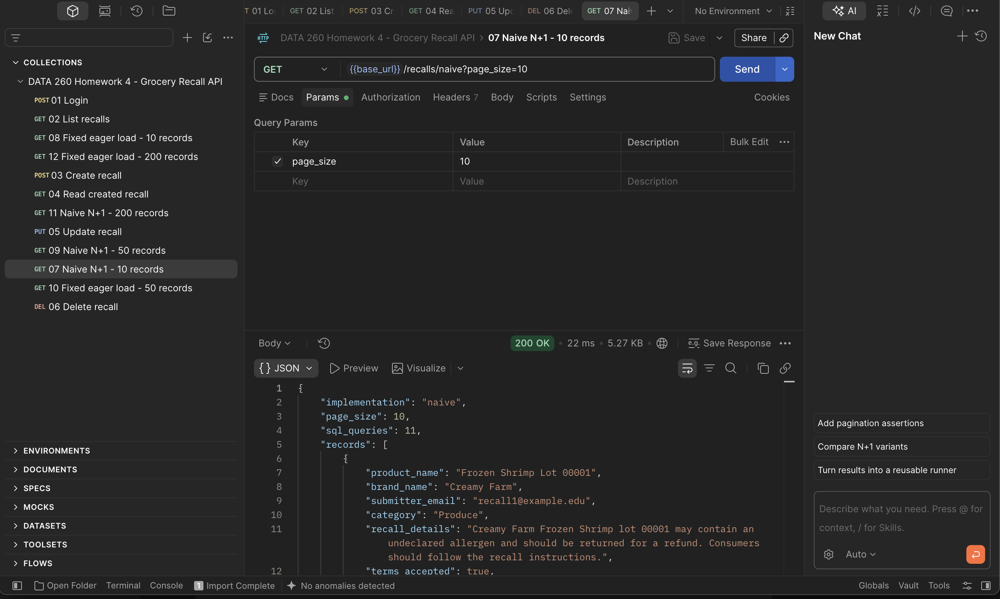 COLLECTIONS
DATA 260 Homework 4 - Grocery Recall API
POST 01 Login
GET 02 List recalls
GET 08 Fixed eager load - 10 records
GET 12 Fixed eager load - 200 records
POST 03 Create recall
GET 04 Read created recall
GET 11 Naive N+1 - 200 records
PUT 05 Update recall
GET 09 Naive N+1 - 50 records
GET 07 Naive N+1 - 10 records
GET 10 Fixed eager load - 50 records
DEL 06 Delete recall
ENVIRONMENTS
DOCUMENTS
SPECS
MOCKS
DATASETS
TOOLSETS
FLOWS
T 01 Lo GET 02 List POST 03 Cr GET 04 Rea PUT 05 Upd DEL 06 Dele GET 07 Nai No Environment
HTTP DATA 260 Homework 4 - Grocery Recall API > 07 Naive N+1 - 10 records Save Share
GET {{base_url}}/recalls/naive?page_size=10 Send
Docs Params Authorization Headers 7 Body Scripts Settings Cookies
Query Params
Key Value Description Bulk Edit
page_size 10
Key Value Description
Body 200 OK • 22 ms • 5.27 KB e.g. Save Response
{} JSON Preview Visualize
1 {
2 "implementation": "naive",
3 "page_size": 10,
4 "sql_queries": 11,
5 "records": [
6 {
7 "product_name": "Frozen Shrimp Lot 00001",
8 "brand_name": "Creamy Farm",
9 "submitter_email": "recall1@example.edu",
10 "category": "Produce",
11 "recall_details": "Creamy Farm Frozen Shrimp lot 00001 may contain an
undeclared allergen and should be returned for a refund. Consumers
should follow the recall instructions.",
12 "terms_accepted": true,
AI
New Chat
Add pagination assertions
Compare N+1 variants
Turn results into a reusable runner
Describe what you need. Press @ for
context, / for Skills.
Auto
Open Folder Terminal Console 1 Import Complete No anomalies detected Globals Vault Tools